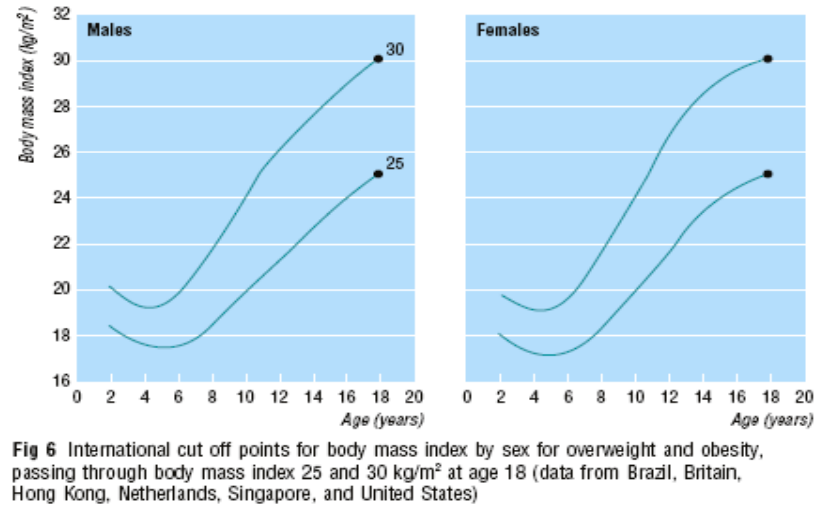 32
30
28
26
24
22
20
18
16
Body mass index (kg/m²)
Males
30
25
0 2 4 6 8 10 12 14 16 18 20
Age (years)
Females
0 2 4 6 8 10 12 14 16 18 20
Age (years)
Fig 6 International cut off points for body mass index by sex for overweight and obesity,
passing through body mass index 25 and 30 kg/m² at age 18 (data from Brazil, Britain,
Hong Kong, Netherlands, Singapore, and United States)